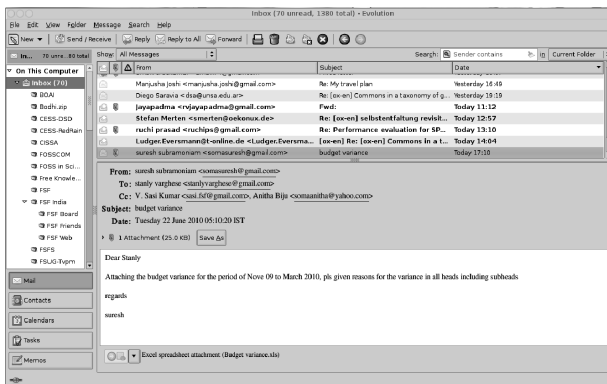 Inbox (70 unread, 1380 total) - Evolution
File Edit View Folder Message Search Help
New Send / Receive Reply Reply to All Forward
In... 70 unre...80 total Show: All Messages Search: Sender contains in Current Folder
On This Computer
Inbox (70)
BOAI
Bodhi.zip
CESS-DSD
CESS-RedRain
CISSA
FOSSCOM
FOSS in Sci...
Free Knowle...
FSF
FSF India
FSF Board
FSF Friends
FSF Web
FSFS
FSUG-Tvpm
Mail
Contacts
Calendars
Tasks
Memos
From Subject Date
Manjusha Joshi <manjusha.joshi@gmail.com> Re: My travel plan Yesterday 16:49
Diego Saravia <dsa@unsa.edu.ar> Re: [ox-en] Commons in a taxonomy of g... Yesterday 19:19
jayapadma <rvjayapadma@gmail.com> Fwd: Today 11:12
Stefan Merten <smerten@oekonux.de> Re: [ox-en] selbstentfaltung revisit... Today 12:57
ruchi prasad <ruchips@gmail.com> Re: Performance evaluation for SP... Today 13:10
Ludger.Eversmann@t-online.de <Ludger.Eversma... [ox-en] Re: [ox-en] Commons in a t... Today 14:04
suresh subramoniam <somasuresh@gmail.com> budget variance Today 17:10
From: suresh subramoniam <somasuresh@gmail.com>
To: stanly varghese <stanlyvarghese@gmail.com>
Cc: V. Sasi Kumar <sasi.fsf@gmail.com>, Anitha Biju <somaanitha@yahoo.com>
Subject: budget variance
Date: Tuesday 22 June 2010 05:10:20 IST
1 Attachment (25.0 KB) Save As
Dear Stanly
Attaching the budget variance for the period of Nove 09 to March 2010, pls given reasons for the variance in all heads including subheads
regards
suresh
Excel spreadsheet attachment (Budget variance.xls)